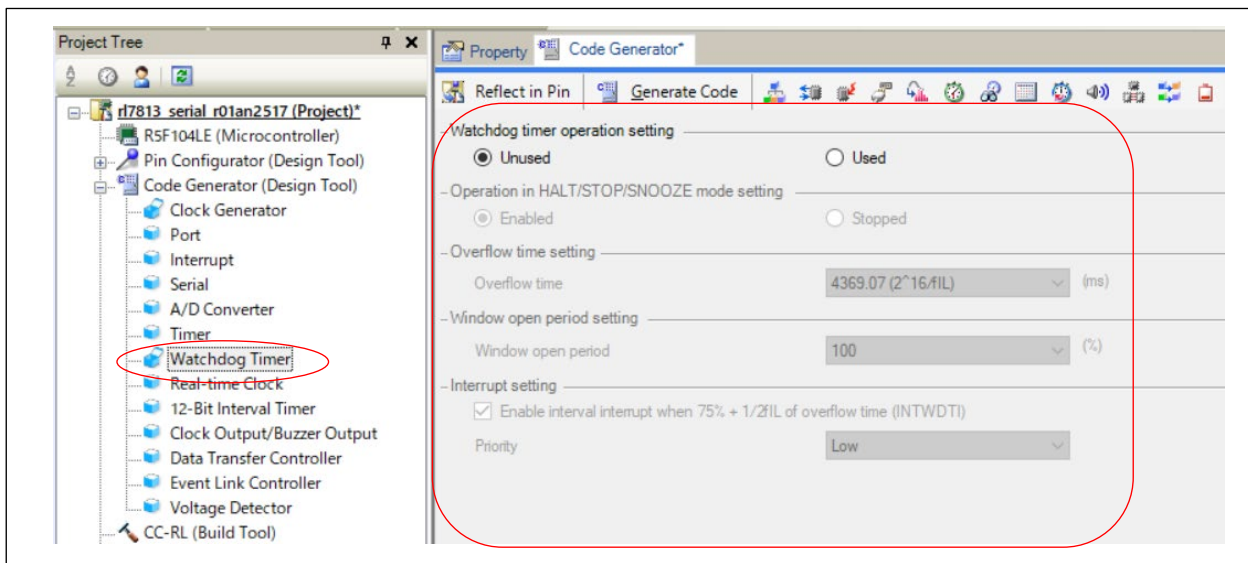 Project Tree
rl7813_serial_r01an2517 (Project)*
R5F104LE (Microcontroller)
Pin Configurator (Design Tool)
Code Generator (Design Tool)
Clock Generator
Port
Interrupt
Serial
A/D Converter
Timer
Watchdog Timer
Real-time Clock
12-Bit Interval Timer
Clock Output/Buzzer Output
Data Transfer Controller
Event Link Controller
Voltage Detector
CC-RL (Build Tool)
Property Code Generator*
Reflect in Pin Generate Code
Watchdog timer operation setting
Unused Used
Operation in HALT/STOP/SNOOZE mode setting
Enabled Stopped
Overflow time setting
Overflow time 4369.07 (2^16/fIL) (ms)
Window open period setting
Window open period 100 (%)
Interrupt setting
Enable interval interrupt when 75% + 1/2fIL of overflow time (INTWDTI)
Priority Low